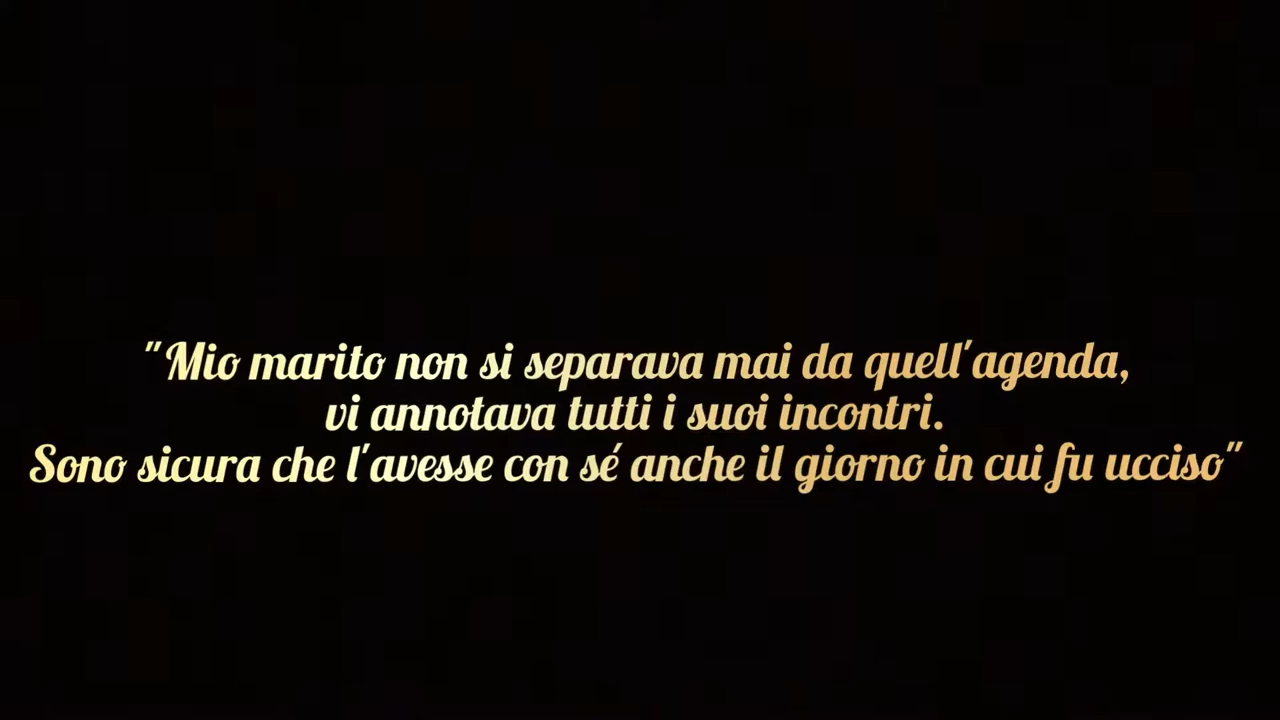 "Mio marito non si separava mai da quell'agenda,
vi annotava tutti i suoi incontri.
Sono sicura che l'avesse con sé anche il giorno in cui fu ucciso"